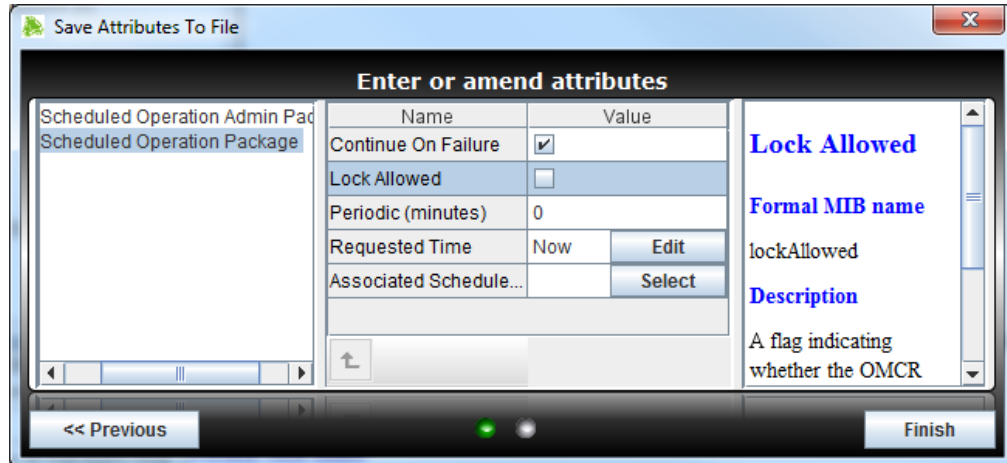 Save Attributes To File
Enter or amend attributes
Scheduled Operation Admin Pac
Scheduled Operation Package
Name Value
Continue On Failure
Lock Allowed
Periodic (minutes) 0
Requested Time Now Edit
Associated Schedule... Select
Lock Allowed
Formal MIB name
lockAllowed
Description
A flag indicating
whether the OMCR
<< Previous
Finish